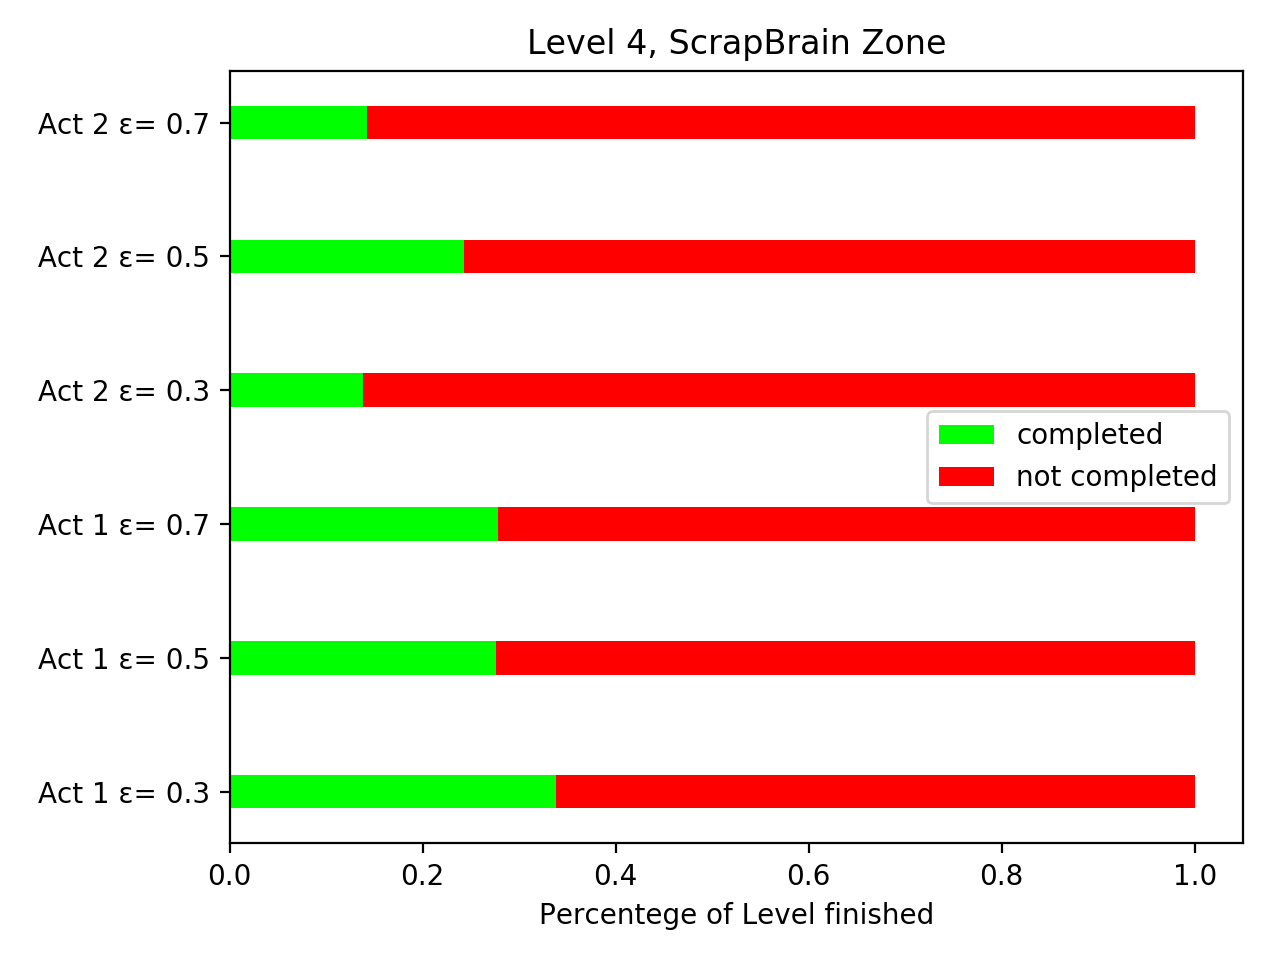 Level 4, ScrapBrain Zone
Act 2 ε= 0.7
Act 2 ε= 0.5
Act 2 ε= 0.3
completed
not completed
Act 1 ε= 0.7
Act 1 ε= 0.5
Act 1 ε= 0.3
0.0 0.2 0.4 0.6 0.8 1.0
Percentege of Level finished